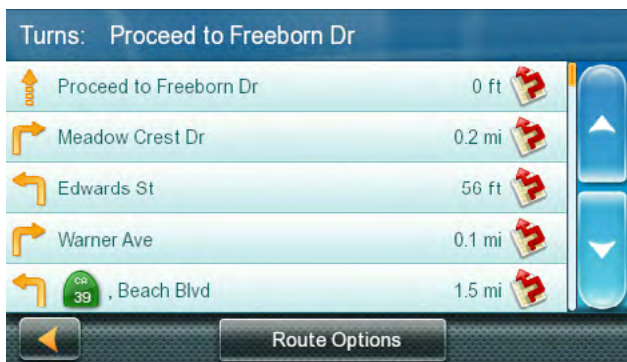 Turns: Proceed to Freeborn Dr
Proceed to Freeborn Dr 0 ft
Meadow Crest Dr 0.2 mi
Edwards St 56 ft
Warner Ave 0.1 mi
CA 39 , Beach Blvd 1.5 mi
Route Options